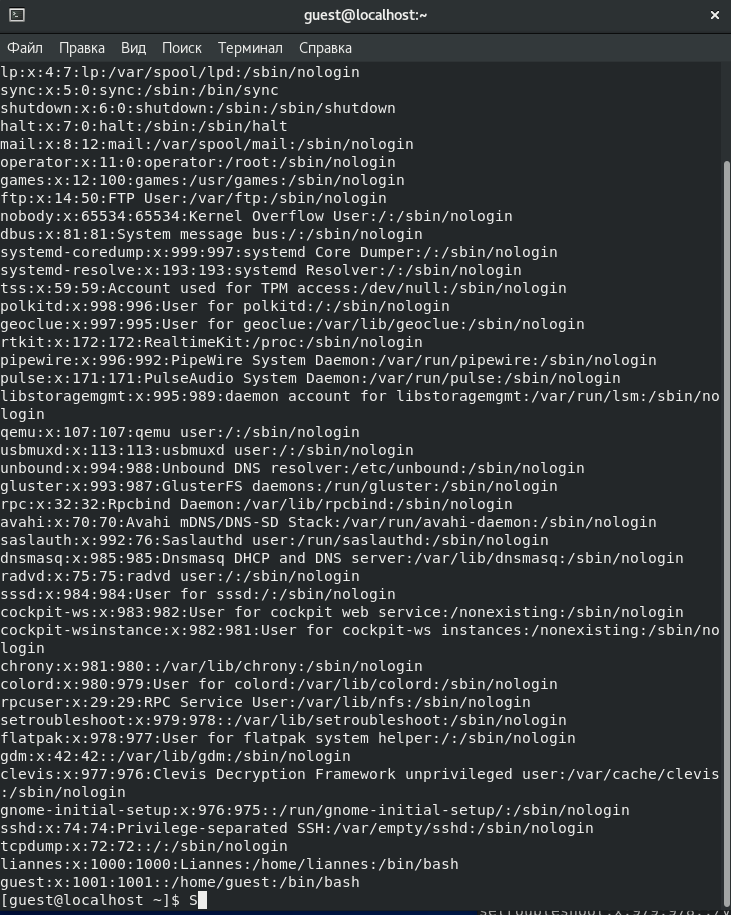 guest@localhost:~
Файл Правка Вид Поиск Терминал Справка
lp:x:4:7:lp:/var/spool/lpd:/sbin/nologin
sync:x:5:0:sync:/sbin:/bin/sync
shutdown:x:6:0:shutdown:/sbin:/sbin/shutdown
halt:x:7:0:halt:/sbin:/sbin/halt
mail:x:8:12:mail:/var/spool/mail:/sbin/nologin
operator:x:11:0:operator:/root:/sbin/nologin
games:x:12:100:games:/usr/games:/sbin/nologin
ftp:x:14:50:FTP User:/var/ftp:/sbin/nologin
nobody:x:65534:65534:Kernel Overflow User:/:/sbin/nologin
dbus:x:81:81:System message bus:/:/sbin/nologin
systemd-coredump:x:999:997:systemd Core Dumper:/:/sbin/nologin
systemd-resolve:x:193:193:systemd Resolver:/:/sbin/nologin
tss:x:59:59:Account used for TPM access:/dev/null:/sbin/nologin
polkitd:x:998:996:User for polkitd:/:/sbin/nologin
geoclue:x:997:995:User for geoclue:/var/lib/geoclue:/sbin/nologin
rtkit:x:172:172:RealtimeKit:/proc:/sbin/nologin
pipewire:x:996:992:PipeWire System Daemon:/var/run/pipewire:/sbin/nologin
pulse:x:171:171:PulseAudio System Daemon:/var/run/pulse:/sbin/nologin
libstoragemgmt:x:995:989:daemon account for libstoragemgmt:/var/run/lsm:/sbin/no
login
qemu:x:107:107:qemu user:/:/sbin/nologin
usbmuxd:x:113:113:usbmuxd user:/:/sbin/nologin
unbound:x:994:988:Unbound DNS resolver:/etc/unbound:/sbin/nologin
gluster:x:993:987:GlusterFS daemons:/run/gluster:/sbin/nologin
rpc:x:32:32:Rpcbind Daemon:/var/lib/rpcbind:/sbin/nologin
avahi:x:70:70:Avahi mDNS/DNS-SD Stack:/var/run/avahi-daemon:/sbin/nologin
saslauth:x:992:76:Saslauthd user:/run/saslauthd:/sbin/nologin
dnsmasq:x:985:985:Dnsmasq DHCP and DNS server:/var/lib/dnsmasq:/sbin/nologin
radvd:x:75:75:radvd user:/:/sbin/nologin
sssd:x:984:984:User for sssd:/:/sbin/nologin
cockpit-ws:x:983:982:User for cockpit web service:/nonexisting:/sbin/nologin
cockpit-wsinstance:x:982:981:User for cockpit-ws instances:/nonexisting:/sbin/no
login
chrony:x:981:980::/var/lib/chrony:/sbin/nologin
colord:x:980:979:User for colord:/var/lib/colord:/sbin/nologin
rpcuser:x:29:29:RPC Service User:/var/lib/nfs:/sbin/nologin
setroubleshoot:x:979:978::/var/lib/setroubleshoot:/sbin/nologin
flatpak:x:978:977:User for flatpak system helper:/:/sbin/nologin
gdm:x:42:42::/var/lib/gdm:/sbin/nologin
clevis:x:977:976:Clevis Decryption Framework unprivileged user:/var/cache/clevis
:/sbin/nologin
gnome-initial-setup:x:976:975::/run/gnome-initial-setup/:/sbin/nologin
sshd:x:74:74:Privilege-separated SSH:/var/empty/sshd:/sbin/nologin
tcpdump:x:72:72::/:/sbin/nologin
liannes:x:1000:1000:Liannes:/home/liannes:/bin/bash
guest:x:1001:1001::/home/guest:/bin/bash
[guest@localhost ~]$ S